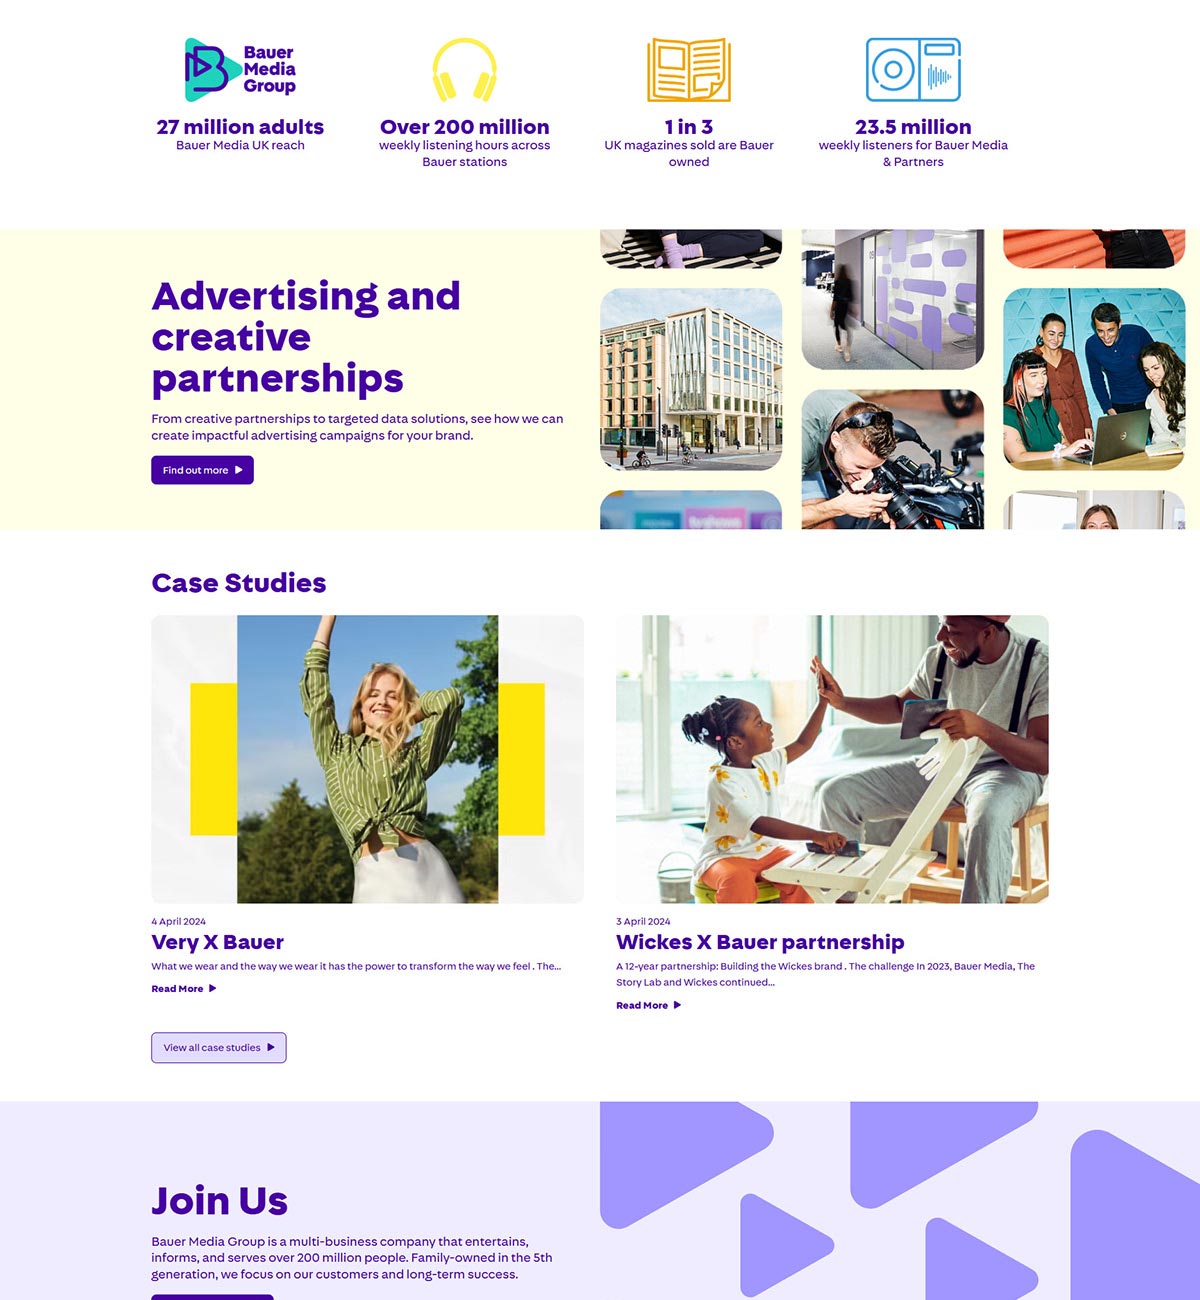 Bauer
Media
Group
27 million adults
Bauer Media UK reach
Over 200 million
weekly listening hours across
Bauer stations
1 in 3
UK magazines sold are Bauer
owned
23.5 million
weekly listeners for Bauer Media
& Partners
Advertising and
creative
partnerships
From creative partnerships to targeted data solutions, see how we can
create impactful advertising campaigns for your brand.
Find out more
Case Studies
4 April 2024
Very X Bauer
What we wear and the way we wear it has the power to transform the way we feel . The...
Read More
3 April 2024
Wickes X Bauer partnership
A 12-year partnership: Building the Wickes brand . The challenge In 2023, Bauer Media, The
Story Lab and Wickes continued...
Read More
View all case studies
Join Us
Bauer Media Group is a multi-business company that entertains,
informs, and serves over 200 million people. Family-owned in the 5th
generation, we focus on our customers and long-term success.